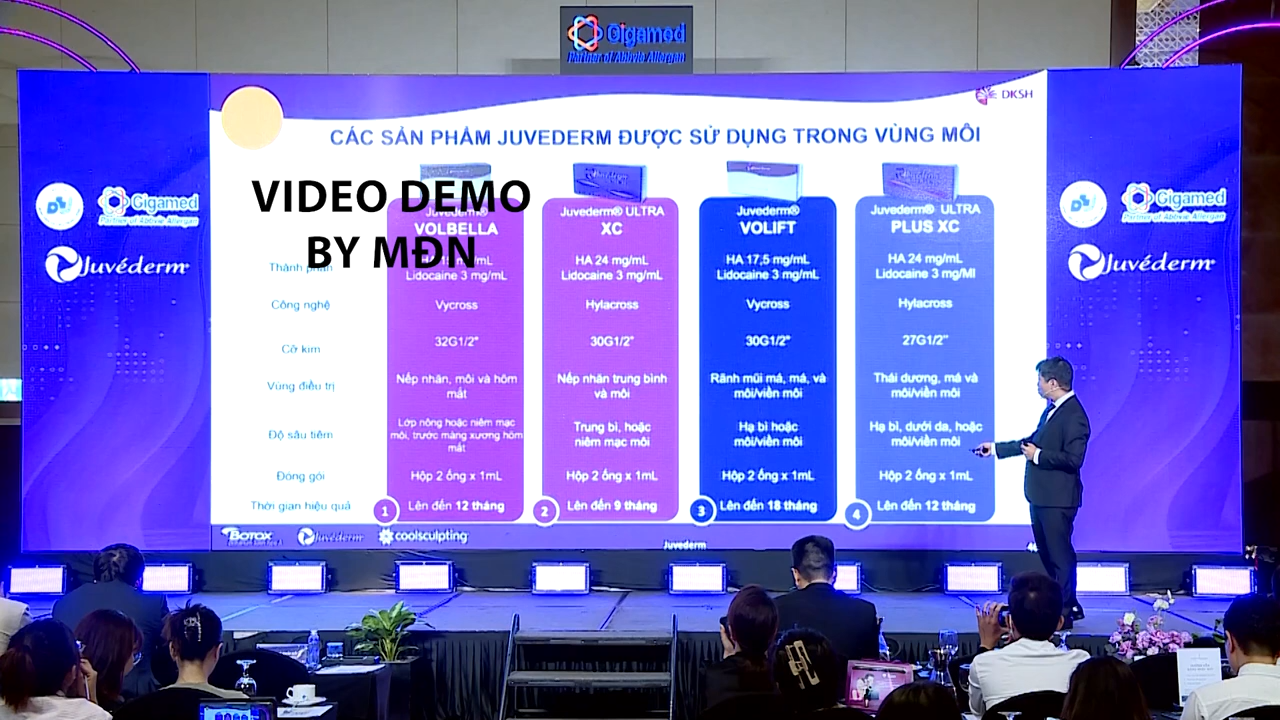 Gigamed
Partner of Abbvie Allergan
DKSH
CÁC SẢN PHẨM JUVEDERM ĐƯỢC SỬ DỤNG TRONG VÙNG MÔI
VIDEO DEMO
BY MĐN
Gigamed
Partner of Abbvie Allergan
Juvéderm
Gigamed
Partner of Abbvie Allergan
Juvéderm
Juvederm®
VOLBELLA
Juvederm® ULTRA
XC
Juvederm®
VOLIFT
Juvederm® ULTRA
PLUS XC
Thành phần
HA mg/mL
Lidocaine 3 mg/mL
HA 24 mg/mL
Lidocaine 3 mg/mL
HA 17,5 mg/mL
Lidocaine 3 mg/mL
HA 24 mg/mL
Lidocaine 3 mg/Ml
Công nghệ
Vycross
Hylacross
Vycross
Hylacross
Cỡ kim
32G1/2"
30G1/2"
30G1/2"
27G1/2"
Vùng điều trị
Nếp nhăn, môi và hõm
mắt
Nếp nhăn trung bình
và môi
Rãnh mũi má, má, và
môi/viền môi
Thái dương, má và
môi/viền môi
Độ sâu tiêm
Lớp nông hoặc niêm mạc
môi, trước màng xương hõm
mắt
Trung bì, hoặc
niêm mạc môi
Hạ bì hoặc
môi/viền môi
Hạ bì, dưới da, hoặc
môi/viền môi
Đóng gói
Hộp 2 ống x 1mL
Hộp 2 ống x 1mL
Hộp 2 ống x 1mL
Hộp 2 ống x 1mL
Thời gian hiệu quả
1 Lên đến 12 tháng
2 Lên đến 9 tháng
3 Lên đến 18 tháng
4 Lên đến 12 tháng
BOTOX
Juvéderm
coolsculpting
Juvederm